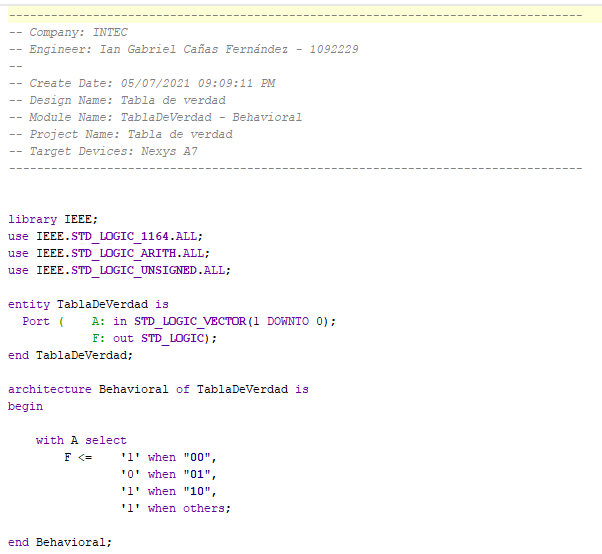 ----------------------------------------------------------------------------------
-- Company: INTEC
-- Engineer: Ian Gabriel Cañas Fernández - 1092229
--
-- Create Date: 05/07/2021 09:09:11 PM
-- Design Name: Tabla de verdad
-- Module Name: TablaDeVerdad - Behavioral
-- Project Name: Tabla de verdad
-- Target Devices: Nexys A7
----------------------------------------------------------------------------------
library IEEE;
use IEEE.STD_LOGIC_1164.ALL;
use IEEE.STD_LOGIC_ARITH.ALL;
use IEEE.STD_LOGIC_UNSIGNED.ALL;
entity TablaDeVerdad is
  Port (    A: in STD_LOGIC_VECTOR(1 DOWNTO 0);
            F: out STD_LOGIC);
end TablaDeVerdad;
architecture Behavioral of TablaDeVerdad is
begin
    with A select
        F <=    '1' when "00",
                '0' when "01",
                '1' when "10",
                '1' when others;
end Behavioral;